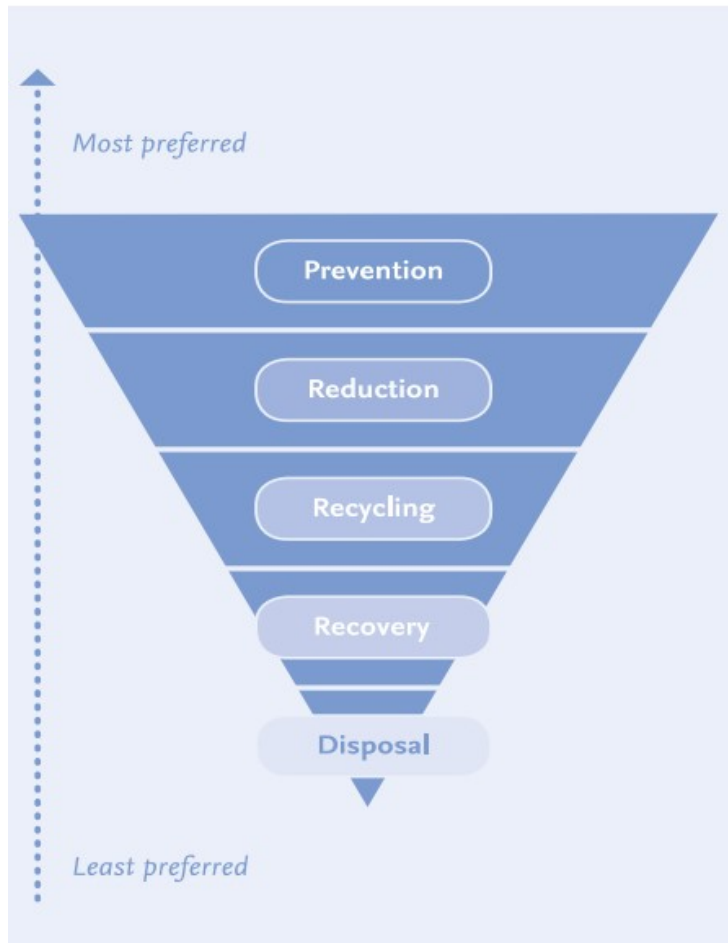 Most preferred
Prevention
Reduction
Recycling
Recovery
Disposal
Least preferred